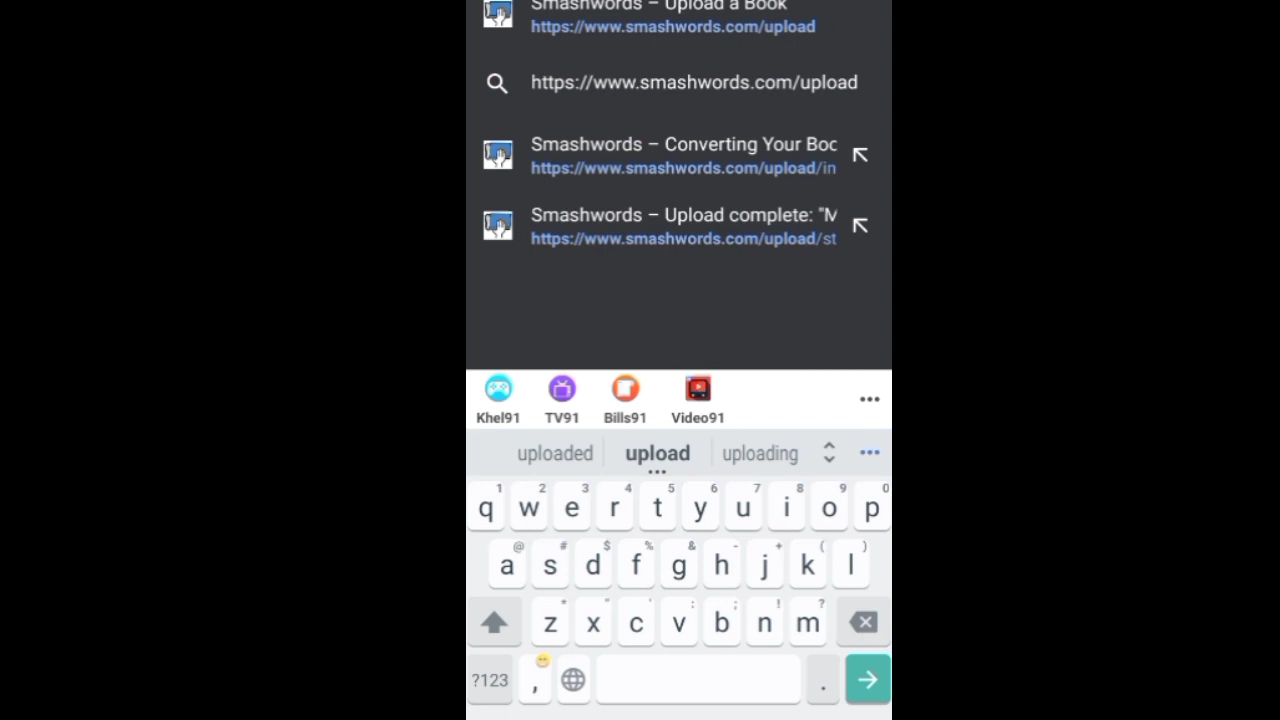 Smashwords – Upload a Book
https://www.smashwords.com/upload
https://www.smashwords.com/upload
Smashwords – Converting Your Boo
https://www.smashwords.com/upload/in
Smashwords – Upload complete: "M
https://www.smashwords.com/upload/st
Khel91 TV91 Bills91 Video91
uploaded upload uploading
1 2 3 4 5 6 7 8 9 0
q w e r t y u i o p
@ # $ % & - + ( )
a s d f g h j k l
* " ' : ; ! ?
z x c v b n m
?123 , .